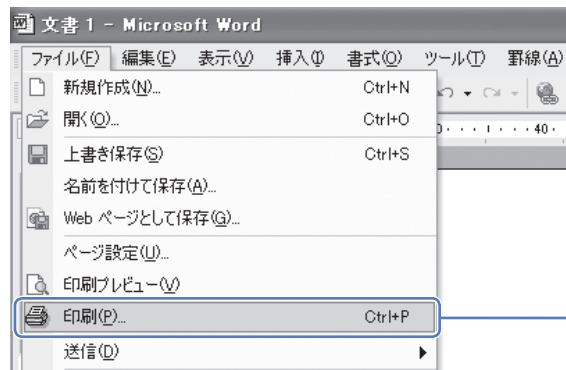 文書 1 - Microsoft Word
ファイル(F) 編集(E) 表示(V) 挿入(I) 書式(O) ツール(T) 罫線(A)
新規作成(N)... Ctrl+N
開く(O)... Ctrl+O
上書き保存(S) Ctrl+S
名前を付けて保存(A)...
Web ページとして保存(G)...
ページ設定(U)...
印刷プレビュー(V)
印刷(P)... Ctrl+P
送信(D)
40